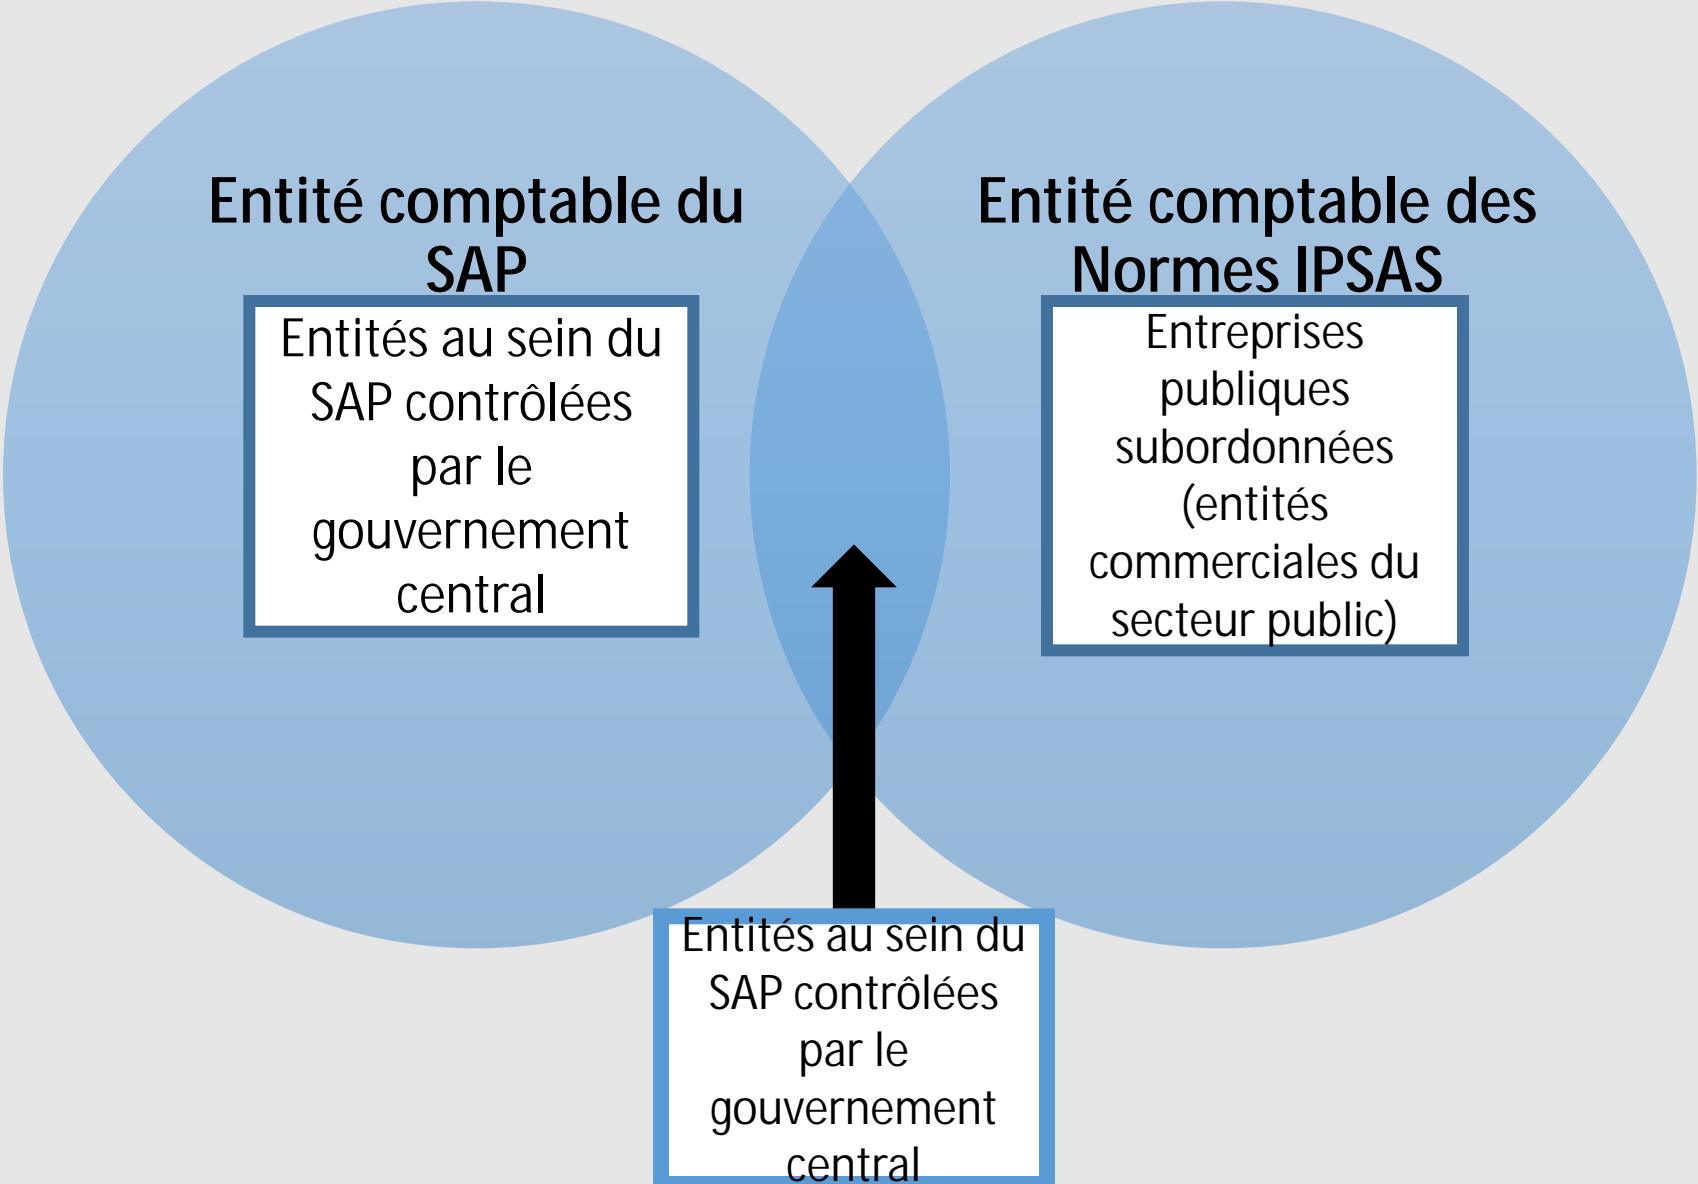 Entité comptable du
SAP
Entités au sein du
SAP contrôlées
par le
gouvernement
central
Entité comptable des
Normes IPSAS
Entreprises
publiques
subordonnées
(entités
commerciales du
secteur public)
Entités au sein du
SAP contrôlées
par le
gouvernement
central